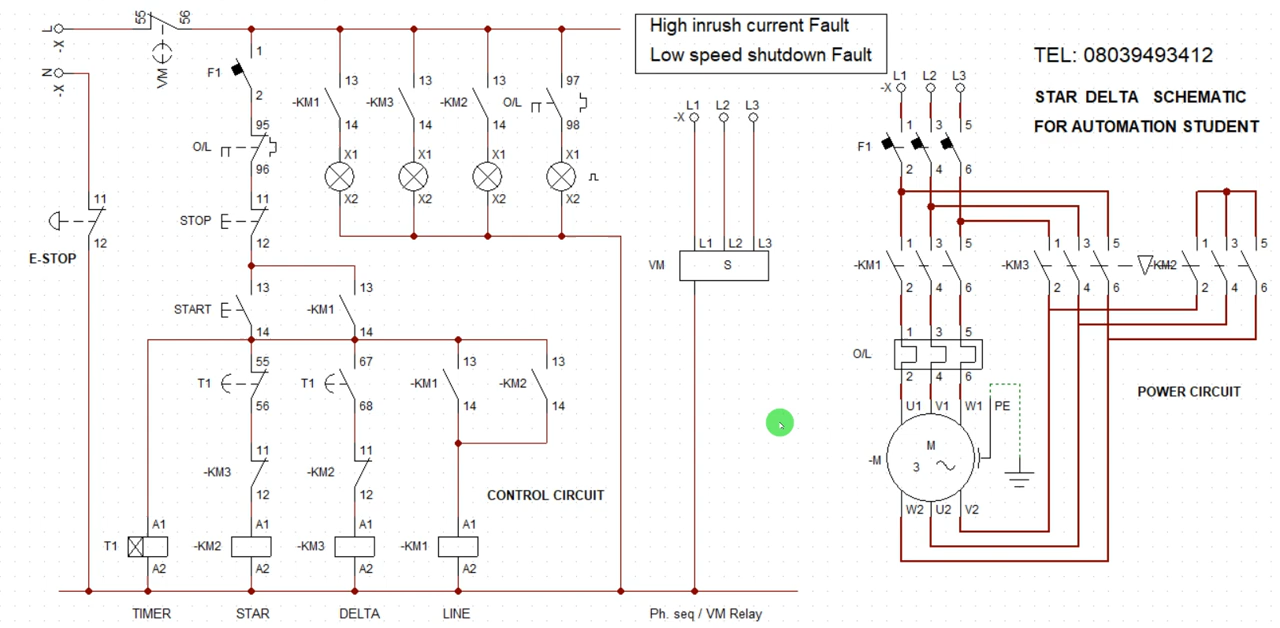 High inrush current Fault
Low speed shutdown Fault
TEL: 08039493412
STAR DELTA SCHEMATIC
FOR AUTOMATION STUDENT
L
-X
55
56
VM
N
-X
1
F1
2
95
O/L
96
11
STOP
12
13
START
14
13
-KM1
14
13
-KM1
14
X1
X2
13
-KM3
14
X1
X2
13
-KM2
14
X1
X2
97
O/L
98
X1
X2
11
12
E-STOP
55
T1
56
67
T1
68
13
-KM1
14
13
-KM2
14
11
-KM3
12
11
-KM2
12
CONTROL CIRCUIT
A1
T1
A2
A1
-KM2
A2
A1
-KM3
A2
A1
-KM1
A2
TIMER
STAR
DELTA
LINE
L1 L2 L3
-X
L1 L2 L3
VM
S
Ph. seq / VM Relay
L1 L2 L3
-X
1 3 5
F1
2 4 6
1 3 5
-KM1
2 4 6
1 3 5
-KM3
2 4 6
1 3 5
-KM2
2 4 6
1 3 5
O/L
2 4 6
U1 V1 W1 PE
-M
M
3
W2 U2 V2
POWER CIRCUIT